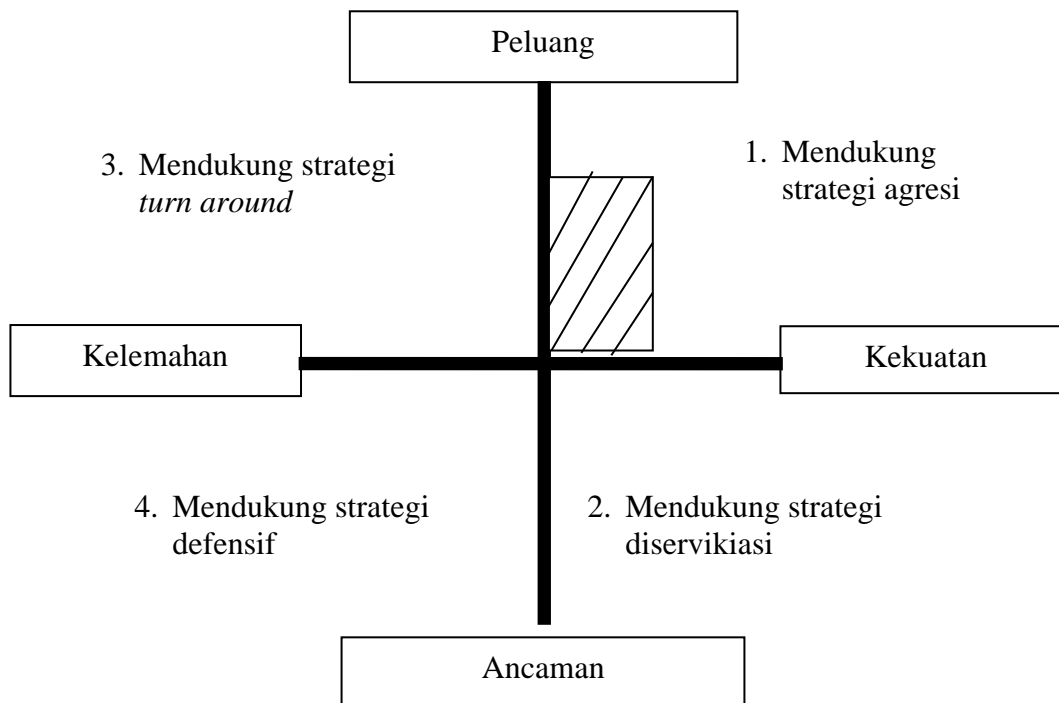 Peluang
3. Mendukung strategi
turn around
1. Mendukung
strategi agresi
Kelemahan
Kekuatan
4. Mendukung strategi
defensif
2. Mendukung strategi
diservikiasi
Ancaman